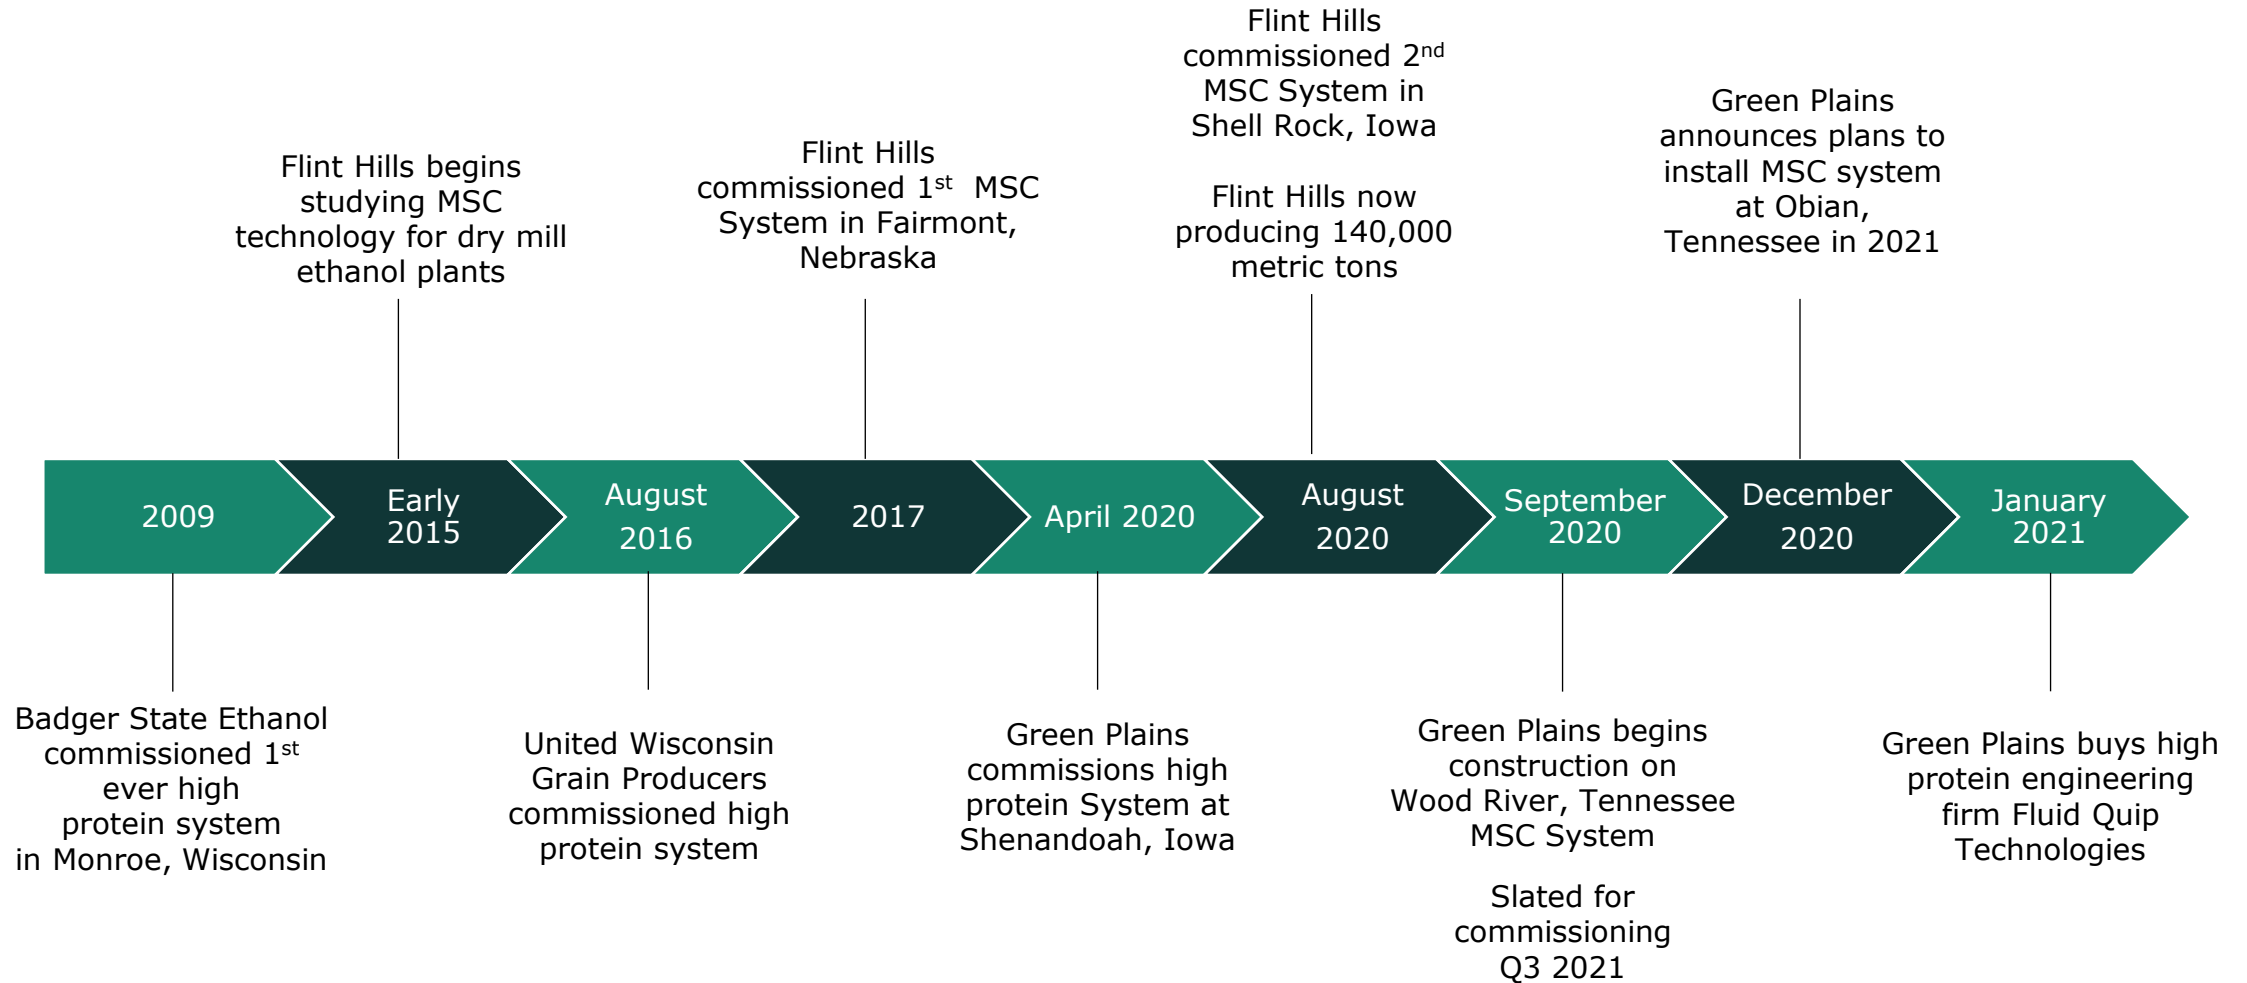 Flint Hills
commissioned 2nd
MSC System in
Shell Rock, Iowa
Flint Hills now
producing 140,000
metric tons
Green Plains
announces plans to
install MSC system
at Obian,
Tennessee in 2021
Flint Hills begins
studying MSC
technology for dry mill
ethanol plants
Flint Hills
commissioned 1st MSC
System in Fairmont,
Nebraska
2009
Early
2015
August
2016
2017
April 2020
August
2020
September
2020
December
2020
January
2021
Badger State Ethanol
commissioned 1st
ever high
protein system
in Monroe, Wisconsin
United Wisconsin
Grain Producers
commissioned high
protein system
Green Plains
commissions high
protein System at
Shenandoah, Iowa
Green Plains begins
construction on
Wood River, Tennessee
MSC System
Slated for
commissioning
Q3 2021
Green Plains buys high
protein engineering
firm Fluid Quip
Technologies